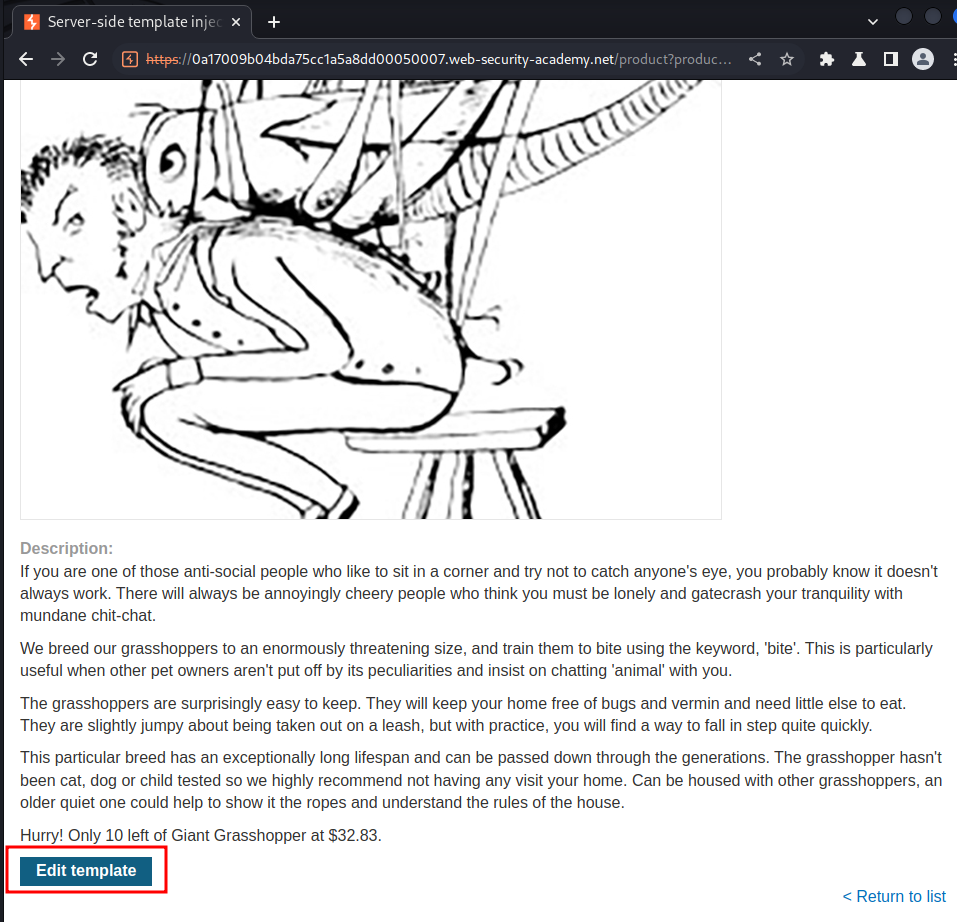 Server-side template injec
https://0a17009b04bda75cc1a5a8dd00050007.web-security-academy.net/product?produc...
Description:
If you are one of those anti-social people who like to sit in a corner and try not to catch anyone's eye, you probably know it doesn't
always work. There will always be annoyingly cheery people who think you must be lonely and gatecrash your tranquility with
mundane chit-chat.
We breed our grasshoppers to an enormously threatening size, and train them to bite using the keyword, 'bite'. This is particularly
useful when other pet owners aren't put off by its peculiarities and insist on chatting 'animal' with you.
The grasshoppers are surprisingly easy to keep. They will keep your home free of bugs and vermin and need little else to eat.
They are slightly jumpy about being taken out on a leash, but with practice, you will find a way to fall in step quite quickly.
This particular breed has an exceptionally long lifespan and can be passed down through the generations. The grasshopper hasn't
been cat, dog or child tested so we highly recommend not having any visit your home. Can be housed with other grasshoppers, an
older quiet one could help to show it the ropes and understand the rules of the house.
Hurry! Only 10 left of Giant Grasshopper at $32.83.
Edit template
< Return to list